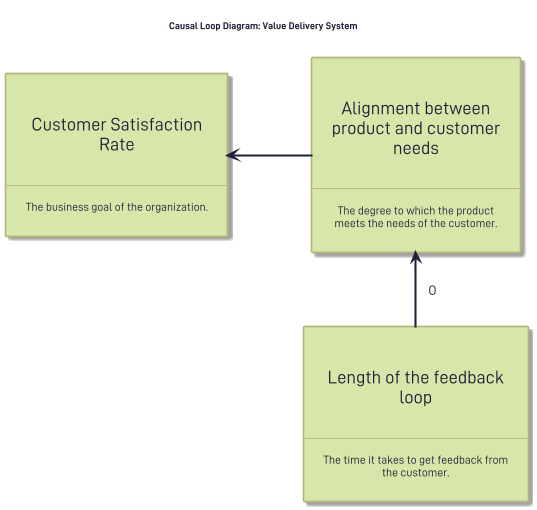 Causal Loop Diagram: Value Delivery System
Customer Satisfaction
Rate
The business goal of the organization.
Alignment between
product and customer
needs
The degree to which the product
meets the needs of the customer.
O
Length of the feedback
loop
The time it takes to get feedback from
the customer.